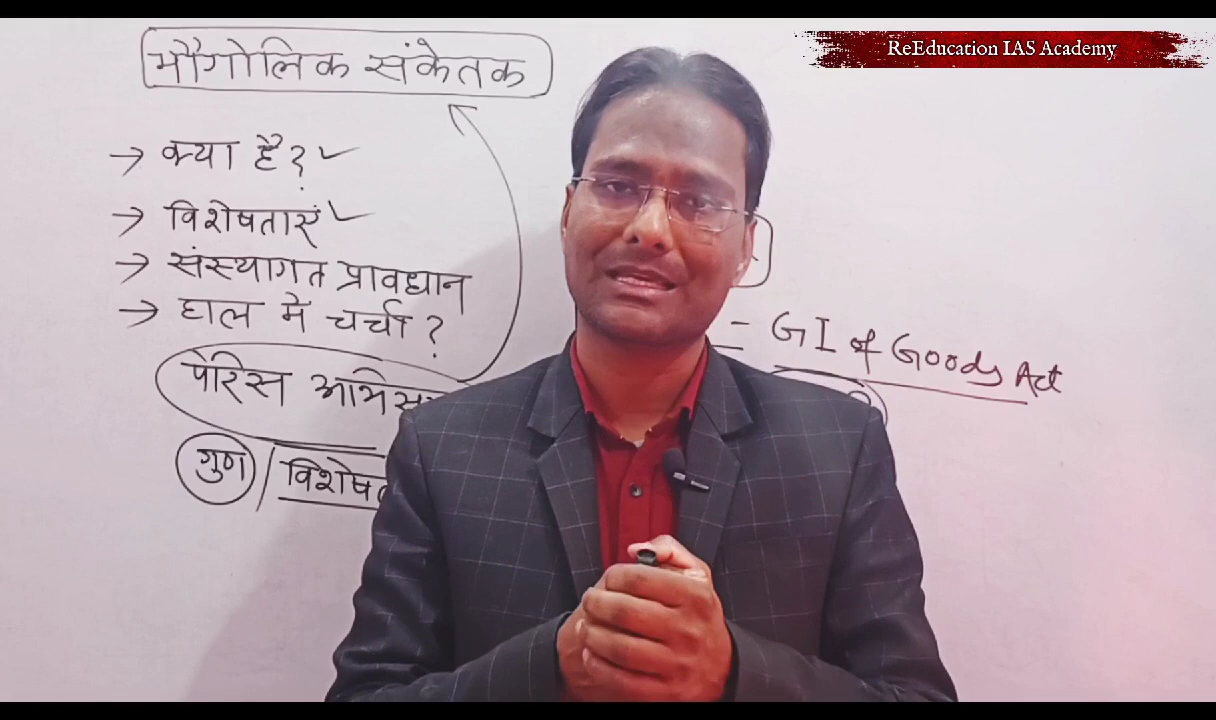 ReEducation IAS Academy
भौगोलिक संकेतक
→ क्या है?
→ विशेषताएं
→ संस्थागत प्रावधान
→ हाल में चर्चा?
पेरिस
= GI of Goods Act
गुण /